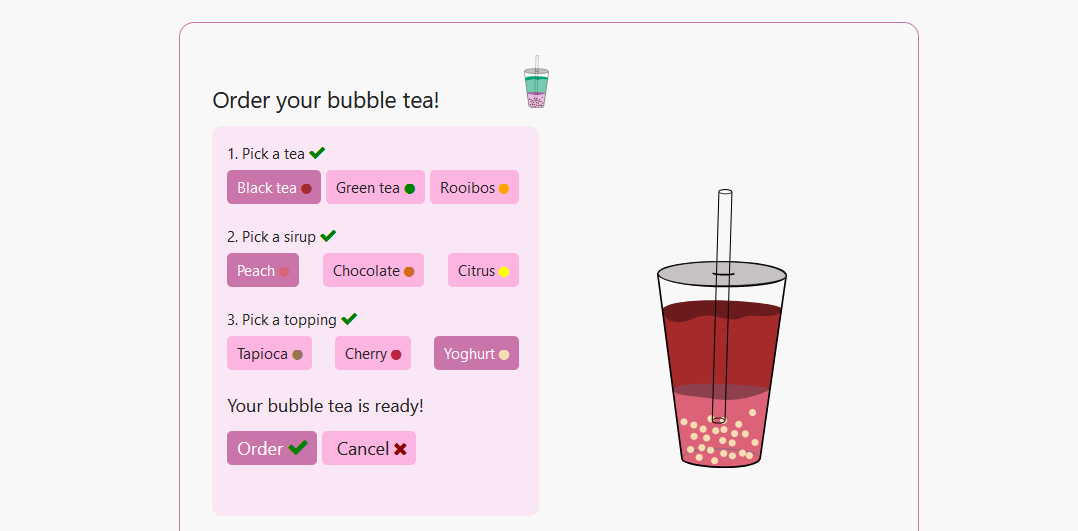 Order your bubble tea!
1. Pick a tea
Black tea Green tea Rooibos
2. Pick a sirup
Peach Chocolate Citrus
3. Pick a topping
Tapioca Cherry Yoghurt
Your bubble tea is ready!
Order Cancel